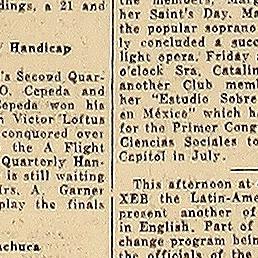 dings, a 21 and
Handicap
's Second Quar-
O. Cepeda and
Cepeda won his
n Victor Loftus
conquered over
the A Flight
Quarterly Han-
is still waiting
rs. A. Garner
play the finals
achuca
the members, Mar
her Saint's Day. Ma
the popular soprano
ly concluded a succ
light opera. Friday
o'clock Sra. Catalin
another Club memb
her "Estudio Sobre
en México" which ha
for the Primer Cong
Ciencias Sociales to
Capitol in July.
This afternoon at
XEB the Latin-Ame
present another of
in English. Part of
change program bein
the officials of the